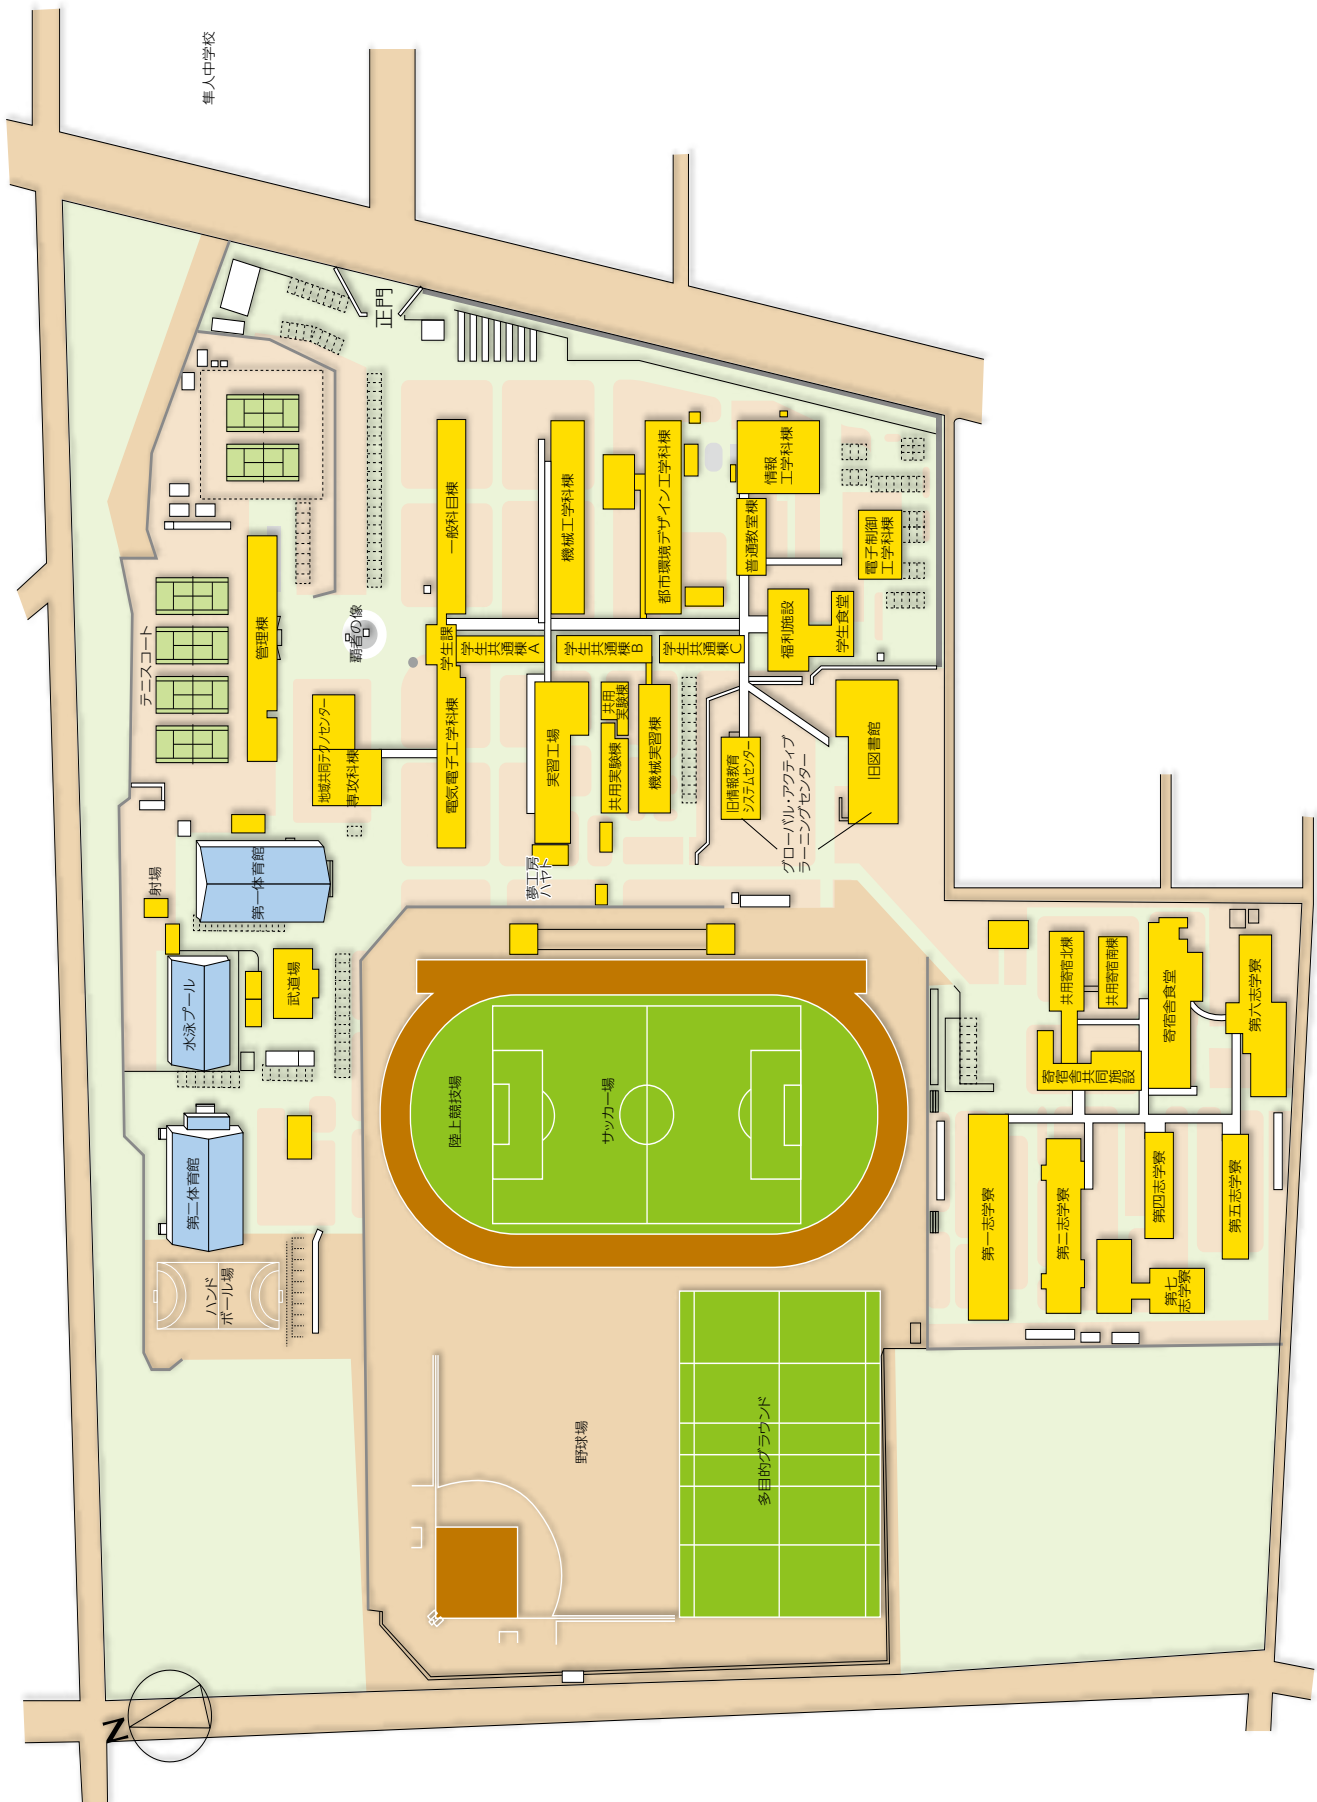 隼人中学校
正門
テニスコート
管理棟
覇者の像
一般科目棟
機械工学科棟
都市環境デザイン工学科棟
情報
工学科棟
普通教室棟
電子制御
工学科棟
福利施設
学生食堂
学生課
学生共通棟A
学生共通棟B
学生共通棟C
地域共同テクノセンター
専攻科棟
電気電子工学科棟
実習工場
共用
実験棟
共用実験棟
機械実習棟
旧情報教育
システムセンター
グローバル・アクティブ
ラーニングセンター
旧図書館
夢工房
ハヤト
射場
第一体育館
水泳プール
武道場
第二体育館
ハンド
ボール場
陸上競技場
サッカー場
野球場
多目的グラウンド
共用寄宿北棟
共用寄宿南棟
寄宿舎食堂
寄宿舎共同施設
第六志学寮
第一志学寮
第二志学寮
第四志学寮
第五志学寮
第七
志学寮
N